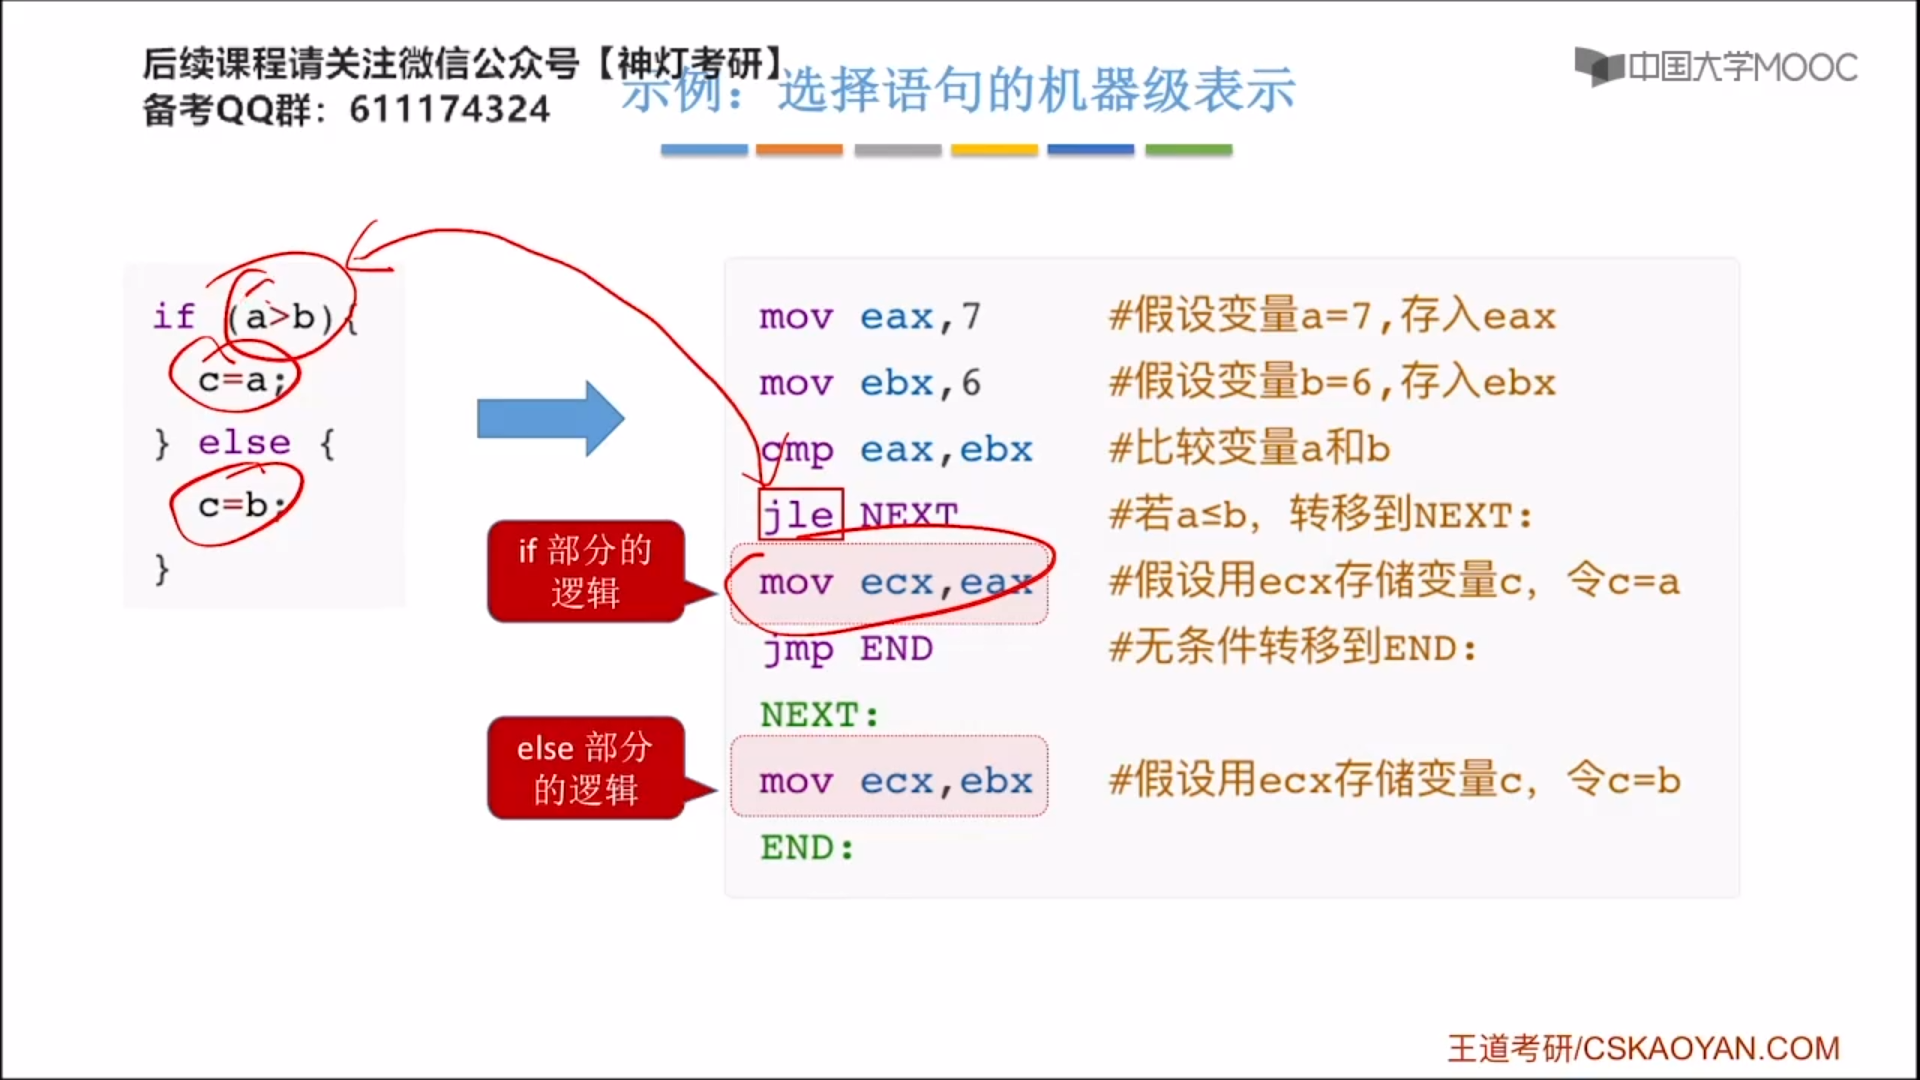 后续课程请关注微信公众号【神灯考研】
备考QQ群：611174324
示例：选择语句的机器级表示
中国大学MOOC
if (a>b){
c=a;
} else {
c=b;
}
mov eax,7 #假设变量a=7,存入eax
mov ebx,6 #假设变量b=6,存入ebx
cmp eax,ebx #比较变量a和b
jle NEXT #若a≤b，转移到NEXT:
if 部分的
逻辑
mov ecx,eax #假设用ecx存储变量c，令c=a
jmp END #无条件转移到END:
NEXT:
else 部分
的逻辑
mov ecx,ebx #假设用ecx存储变量c，令c=b
END:
王道考研/CSKAOYAN.COM